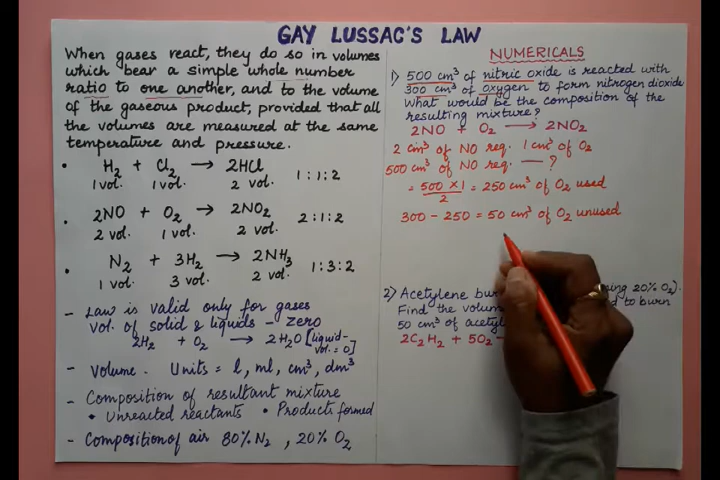 GAY LUSSAC'S LAW
When gases react, they do so in volumes
which bear a simple whole number
ratio to one another, and to the volume
of the gaseous product, provided that all
the volumes are measured at the same
temperature and pressure.
• H₂ + Cl₂ → 2HCl
1 vol. 1 vol. 2 vol. 1:1:2
• 2NO + O₂ → 2NO₂
2 vol. 1 vol. 2 vol. 2:1:2
• N₂ + 3H₂ → 2NH₃
1 vol. 3 vol. 2 vol. 1:3:2
- Law is valid only for gases
Vol. of solid & liquids - Zero
2H₂ + O₂ → 2H₂O [liquid-
vol. = 0]
- Volume. Units = l, ml, cm³, dm³
- Composition of resultant mixture
• Unreacted reactants • Products formed
- Composition of air 80% N₂, 20% O₂
NUMERICALS
1) 500 cm³ of nitric oxide is reacted with
300 cm³ of oxygen to form nitrogen dioxide
What would be the composition of the
resulting mixture?
2NO + O₂ → 2NO₂
2 cm³ of NO req. 1 cm³ of O₂
500 cm³ of NO req. — ?
= 500 × 1 = 250 cm³ of O₂ used
2
300 - 250 = 50 cm³ of O₂ unused
2) Acetylene 20% O₂).
Find the to burn
50 cm³ of
2C₂H₂ + 5O₂